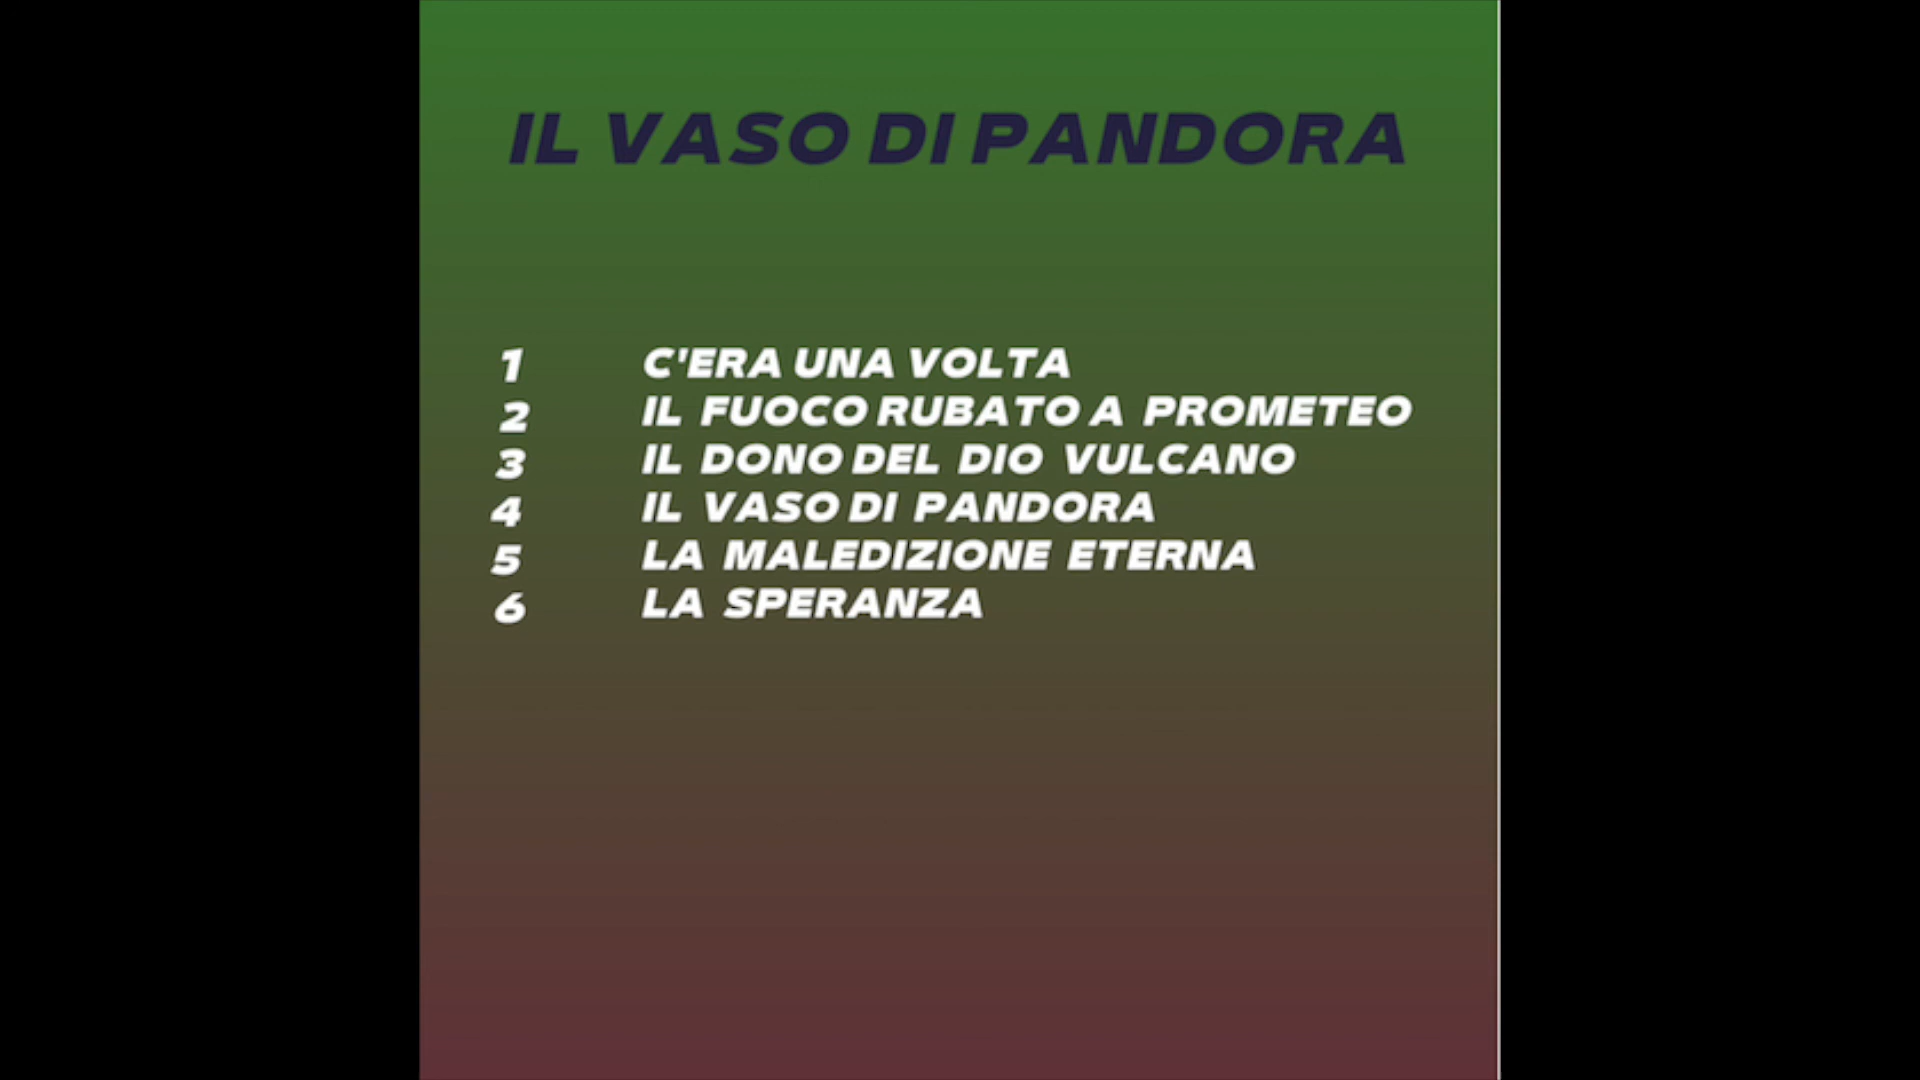 IL VASO DI PANDORA
1 C'ERA UNA VOLTA
2 IL FUOCO RUBATO A PROMETEO
3 IL DONO DEL DIO VULCANO
4 IL VASO DI PANDORA
5 LA MALEDIZIONE ETERNA
6 LA SPERANZA